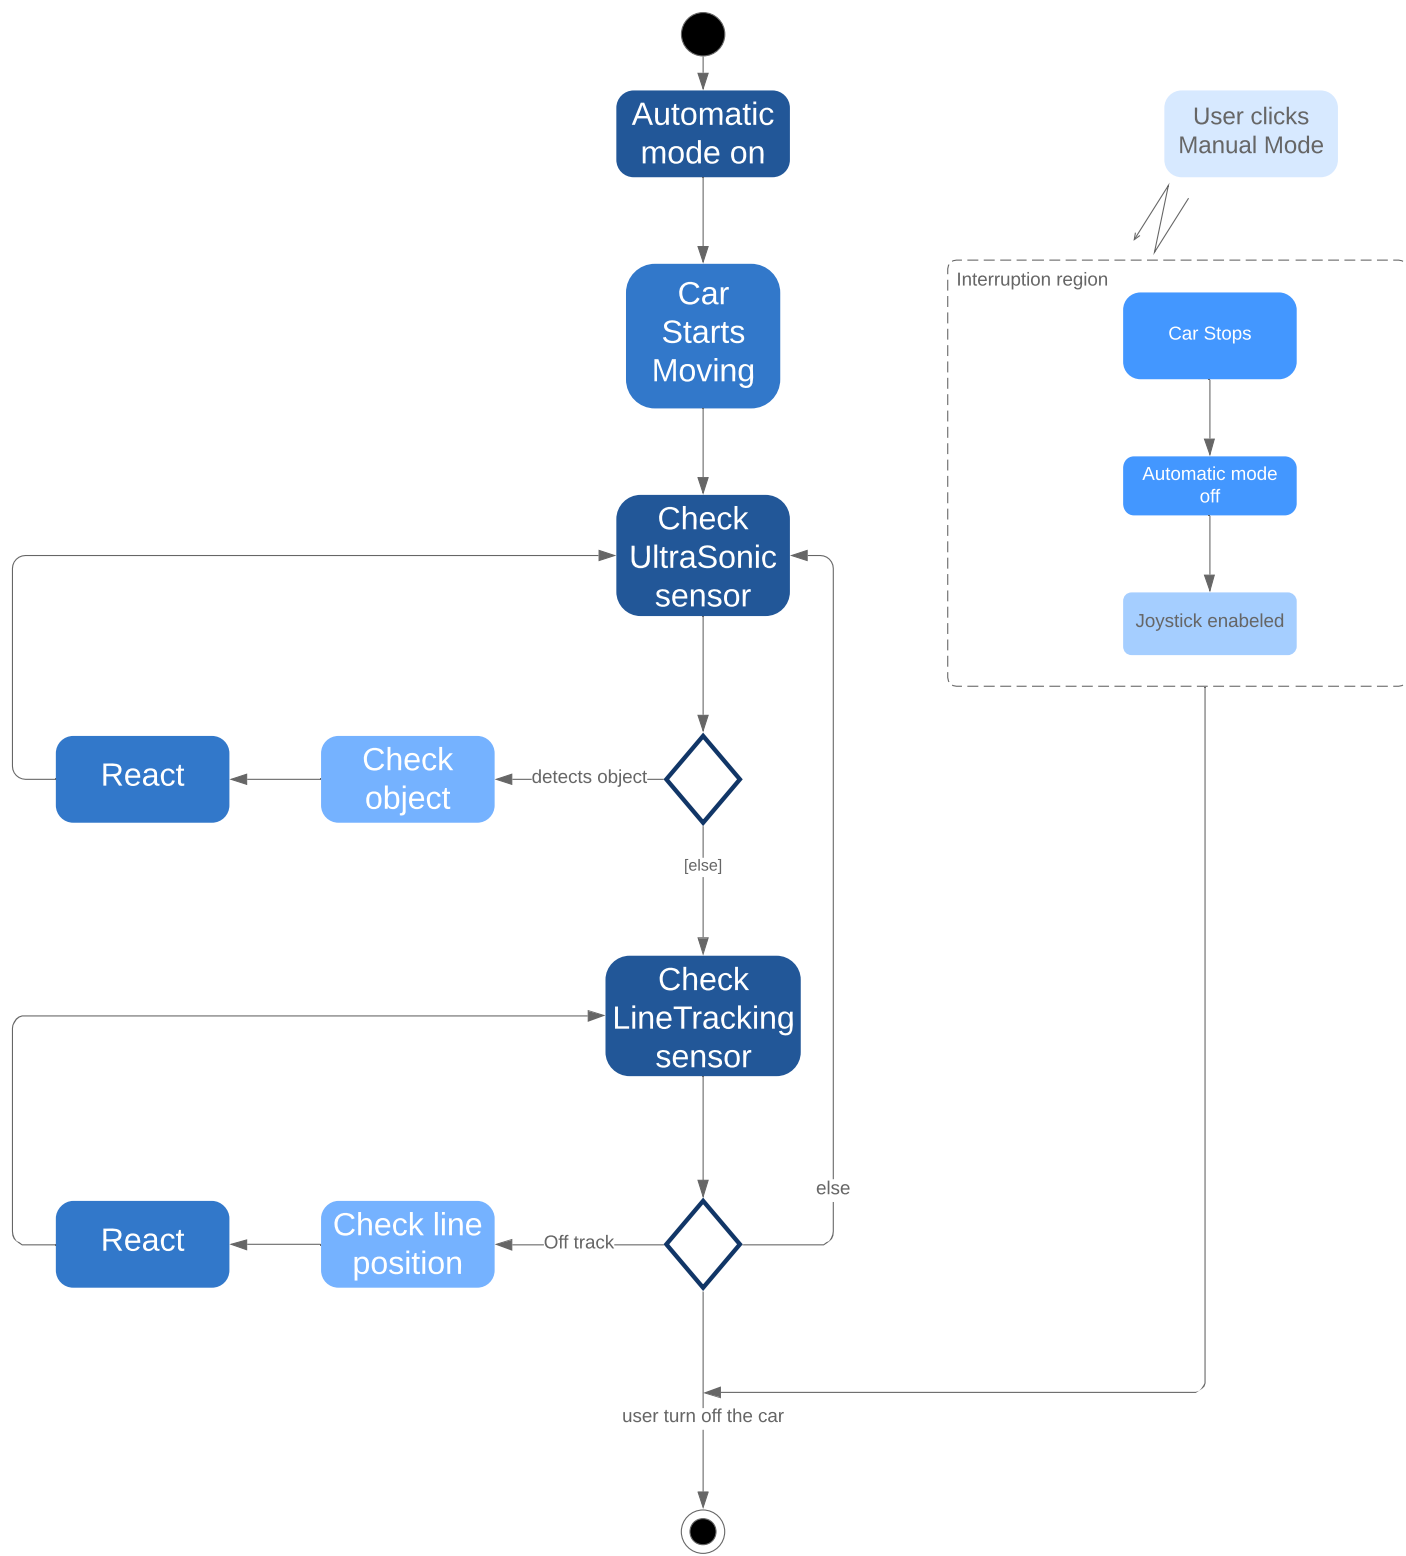 Automatic
mode on
User clicks
Manual Mode
Car
Starts
Moving
Interruption region
Car Stops
Automatic mode
off
Joystick enabeled
Check
UltraSonic
sensor
React
Check
object
detects object
[else]
Check
LineTracking
sensor
else
React
Check line
position
Off track
user turn off the car